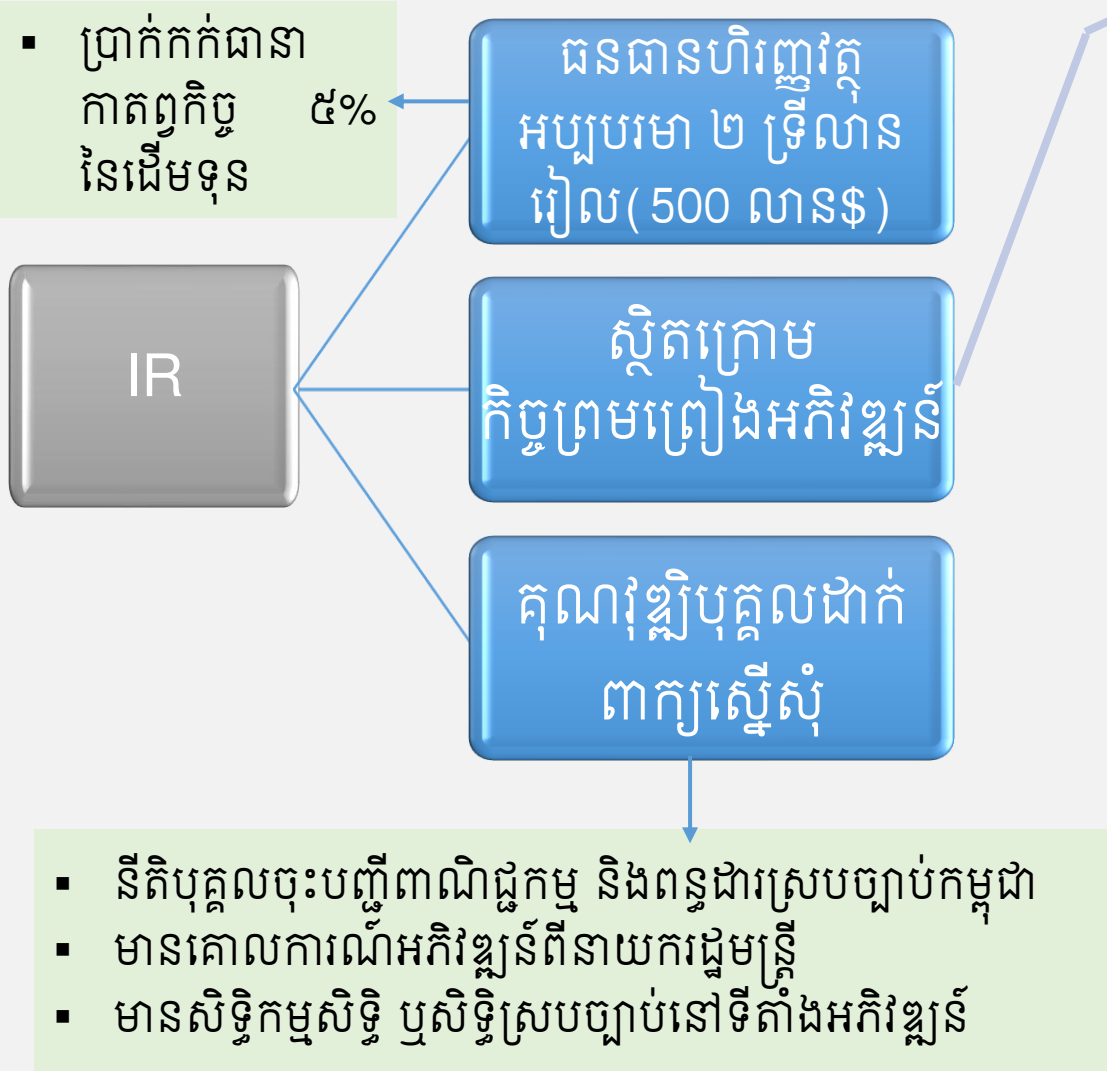 ▪ ប្រាក់កក់ធានា
កាតព្វកិច្ច ៥%
នៃដើមទុន
ធនធានហិរញ្ញវត្ថុ
អប្បបរមា ២ ទ្រីលាន
រៀល(500 លាន$)
IR
ស្ថិតក្រោម
កិច្ចព្រមព្រៀងអភិវឌ្ឍន៍
គុណវុឌ្ឍិបុគ្គលដាក់
ពាក្យស្នើសុំ
▪ នីតិបុគ្គលចុះបញ្ជីពាណិជ្ជកម្ម និងពន្ធដារស្របច្បាប់កម្ពុជា
▪ មានគោលការណ៍អភិវឌ្ឍន៍ពីនាយករដ្ឋមន្ត្រី
▪ មានសិទ្ធិកម្មសិទ្ធិ ឬសិទ្ធិស្របច្បាប់នៅទីតាំងអភិវឌ្ឍន៍